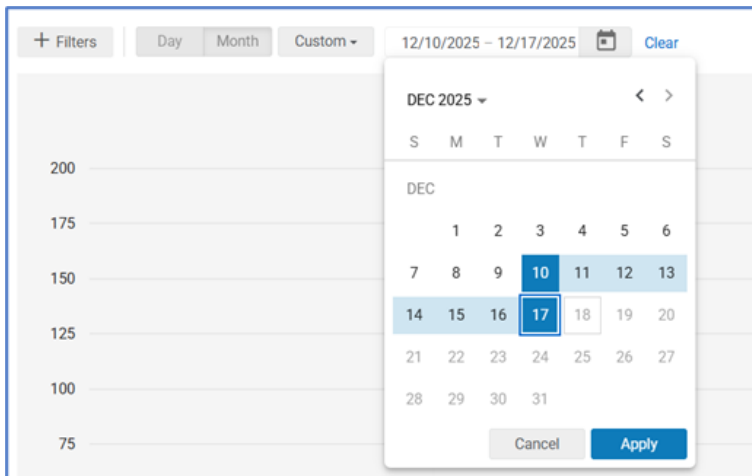 + Filters Day Month Custom 12/10/2025 – 12/17/2025 Clear
DEC 2025
S M T W T F S
DEC
1 2 3 4 5 6
7 8 9 10 11 12 13
14 15 16 17 18 19 20
21 22 23 24 25 26 27
28 29 30 31
Cancel Apply
200
175
150
125
100
75